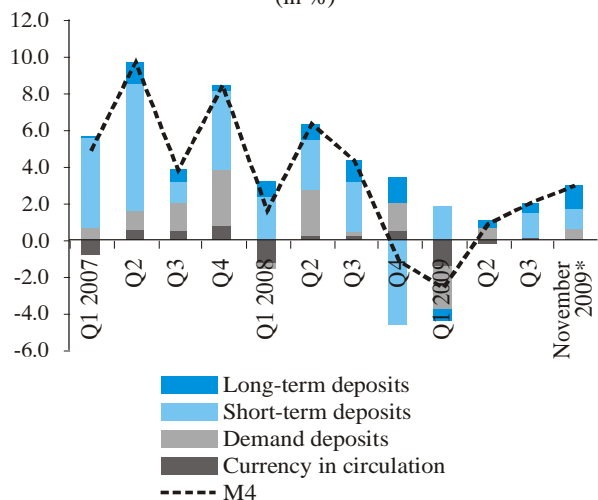 (in %)
12.0
10.0
8.0
6.0
4.0
2.0
0.0
-2.0
-4.0
-6.0
Q1 2007
Q2
Q3
Q4
Q1 2008
Q2
Q3
Q4
Q1 2009
Q2
Q3
November
2009*
Long-term deposits
Short-term deposits
Demand deposits
Currency in circulation
M4